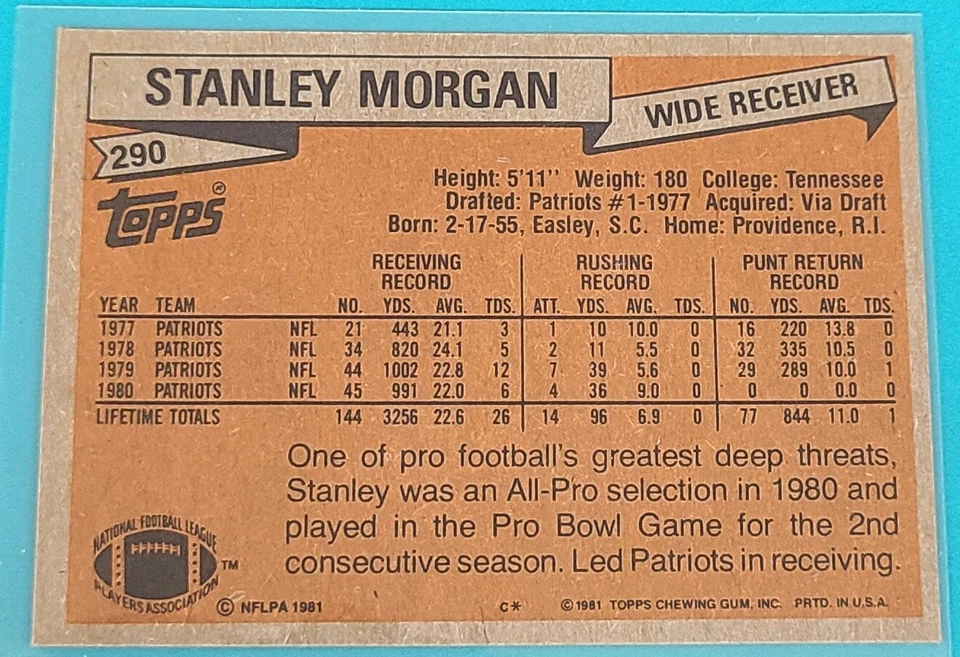 STANLEY MORGAN
WIDE RECEIVER
290
TOPPS®
Height: 5'11'' Weight: 180 College: Tennessee
Drafted: Patriots #1-1977 Acquired: Via Draft
Born: 2-17-55, Easley, S.C. Home: Providence, R.I.
RECEIVING RECORD RUSHING RECORD PUNT RETURN RECORD
YEAR TEAM NO. YDS. AVG. TDS. ATT. YDS. AVG. TDS. NO. YDS. AVG. TDS.
1977 PATRIOTS NFL 21 443 21.1 3 1 10 10.0 0 16 220 13.8 0
1978 PATRIOTS NFL 34 820 24.1 5 2 11 5.5 0 32 335 10.5 0
1979 PATRIOTS NFL 44 1002 22.8 12 7 39 5.6 0 29 289 10.0 1
1980 PATRIOTS NFL 45 991 22.0 6 4 36 9.0 0 0 0 0.0 0
LIFETIME TOTALS 144 3256 22.6 26 14 96 6.9 0 77 844 11.0 1
One of pro football's greatest deep threats,
Stanley was an All-Pro selection in 1980 and
played in the Pro Bowl Game for the 2nd
consecutive season. Led Patriots in receiving.
NATIONAL FOOTBALL LEAGUE
PLAYERS ASSOCIATION
TM
© NFLPA 1981 C* © 1981 TOPPS CHEWING GUM, INC. PRTD. IN U.S.A.